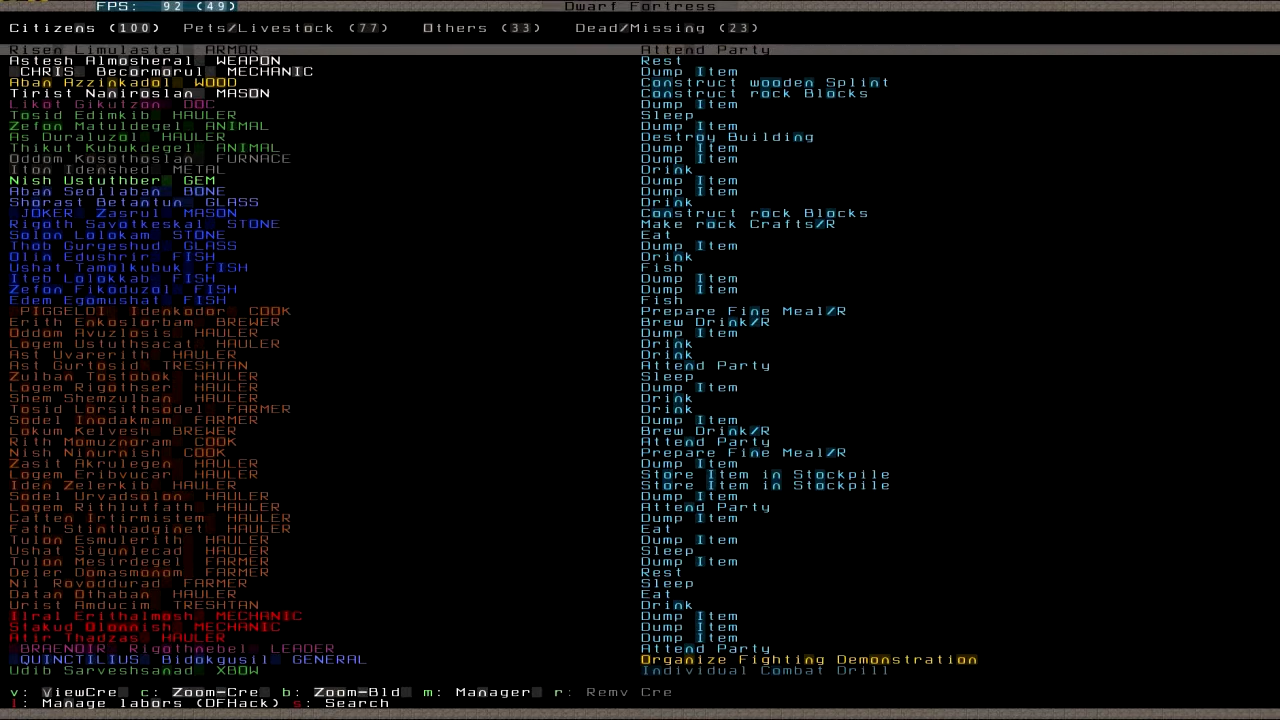 FPS: 92 (49) Dwarf Fortress
Citizens (100) Pets/Livestock (77) Others (33) Dead/Missing (23)
Risen Limulastel ARMOR Attend Party
Astesh Almosheral WEAPON Rest
CHRIS Becormorul MECHANIC Dump Item
Aban Azzinkadol WOOD Construct wooden Splint
Tirist Naniroslan MASON Construct rock Blocks
Likot Gikutzon DOC Dump Item
Tosid Edimkib HAULER Sleep
Zefon Matuldegel ANIMAL Dump Item
As Duraluzol HAULER Destroy Building
Thikut Kubukdegel ANIMAL Dump Item
Oddom Kosothoslan FURNACE Dump Item
Iton Idenshed METAL Drink
Nish Ustuthber GEM Dump Item
Aban Sedilaban BONE Dump Item
Shorast Betantun GLASS Drink
JOKER Zasrul MASON Construct rock Blocks
Rigoth Savotkeskal STONE Make rock Crafts/R
Solon Lolokam STONE Eat
Thob Gurgeshud GLASS Dump Item
Olin Edushrir FISH Drink
Ushat Tamolkubuk FISH Fish
Iteb Lolokkab FISH Dump Item
Zefon Fikoduzol FISH Dump Item
Edem Egomushat FISH Fish
PIGGELDI Idenkodor COOK Prepare Fine Meal/R
Erith Enkoslorbam BREWER Brew Drink/R
Oddom Avuzlosis HAULER Dump Item
Logem Ustuthsacat HAULER Drink
Ast Uvarerith HAULER Drink
Ast Gurtosid TRESHTAN Attend Party
Zulban Tostobok HAULER Sleep
Logem Rigothser HAULER Dump Item
Shem Shemzulban HAULER Drink
Tosid Lorsithsodel FARMER Drink
Sodel Inodakmam FARMER Dump Item
Lokum Kelvesh BREWER Brew Drink/R
Rith Momuznoram COOK Attend Party
Nish Ninurnish COOK Prepare Fine Meal/R
Zasit Akrulegen HAULER Dump Item
Logem Eribvucar HAULER Store Item in Stockpile
Iden Zelerkib HAULER Store Item in Stockpile
Sodel Urvadsolon HAULER Dump Item
Logem Rithlutfath HAULER Attend Party
Catten Irtirmistem HAULER Dump Item
Fath Stinthadginet HAULER Eat
Tulon Esmulerith HAULER Dump Item
Ushat Sigunlecad HAULER Sleep
Tulon Mesirdegel FARMER Dump Item
Deler Domasmonom FARMER Rest
Nil Rovoddurad FARMER Sleep
Datan Othaban HAULER Eat
Urist Amducim TRESHTAN Drink
Ilral Erithalmosh MECHANIC Dump Item
Stakud Olonnish MECHANIC Dump Item
Atir Thadzas HAULER Dump Item
BRAENOIR Rigothnebel LEADER Attend Party
QUINCTILIUS Bidokgusil GENERAL Organize Fighting Demonstration
Udib Sarveshsanad XBOW Individual Combat Drill
v: ViewCre c: Zoom-Cre b: Zoom-Bld m: Manager r: Remv Cre
l: Manage labors (DFHack) s: Search